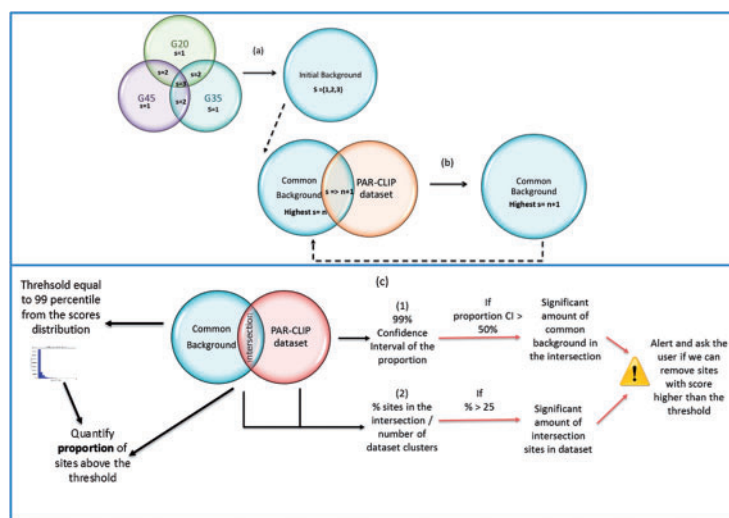 G20
s=1
(a)
s=2
s=2
s=3
G45
s=1
s=2
G35
S=1
Initial Background
S ={1,2,3}
(b)
Common
Background
Highest s= n
s => n+1
PAR-CLIP
dataset
Common
Background
Highest s= n+1
(c)
Threhsold equal
to 99 percentile
from the scores
distribution
Common
Background
intersection
PAR-CLIP
dataset
(1)
99%
Confidence
Interval of the
proportion
If
proportion CI >
50%
Significant
amount of
common
background in
the intersection
Alert and ask the
user if we can
remove sites
with score
higher than the
threshold
Quantify
proportion of
sites above the
threshold
(2)
% sites in the
intersection /
number of
dataset clusters
If
% > 25
Significant
amount of
intersection
sites in dataset